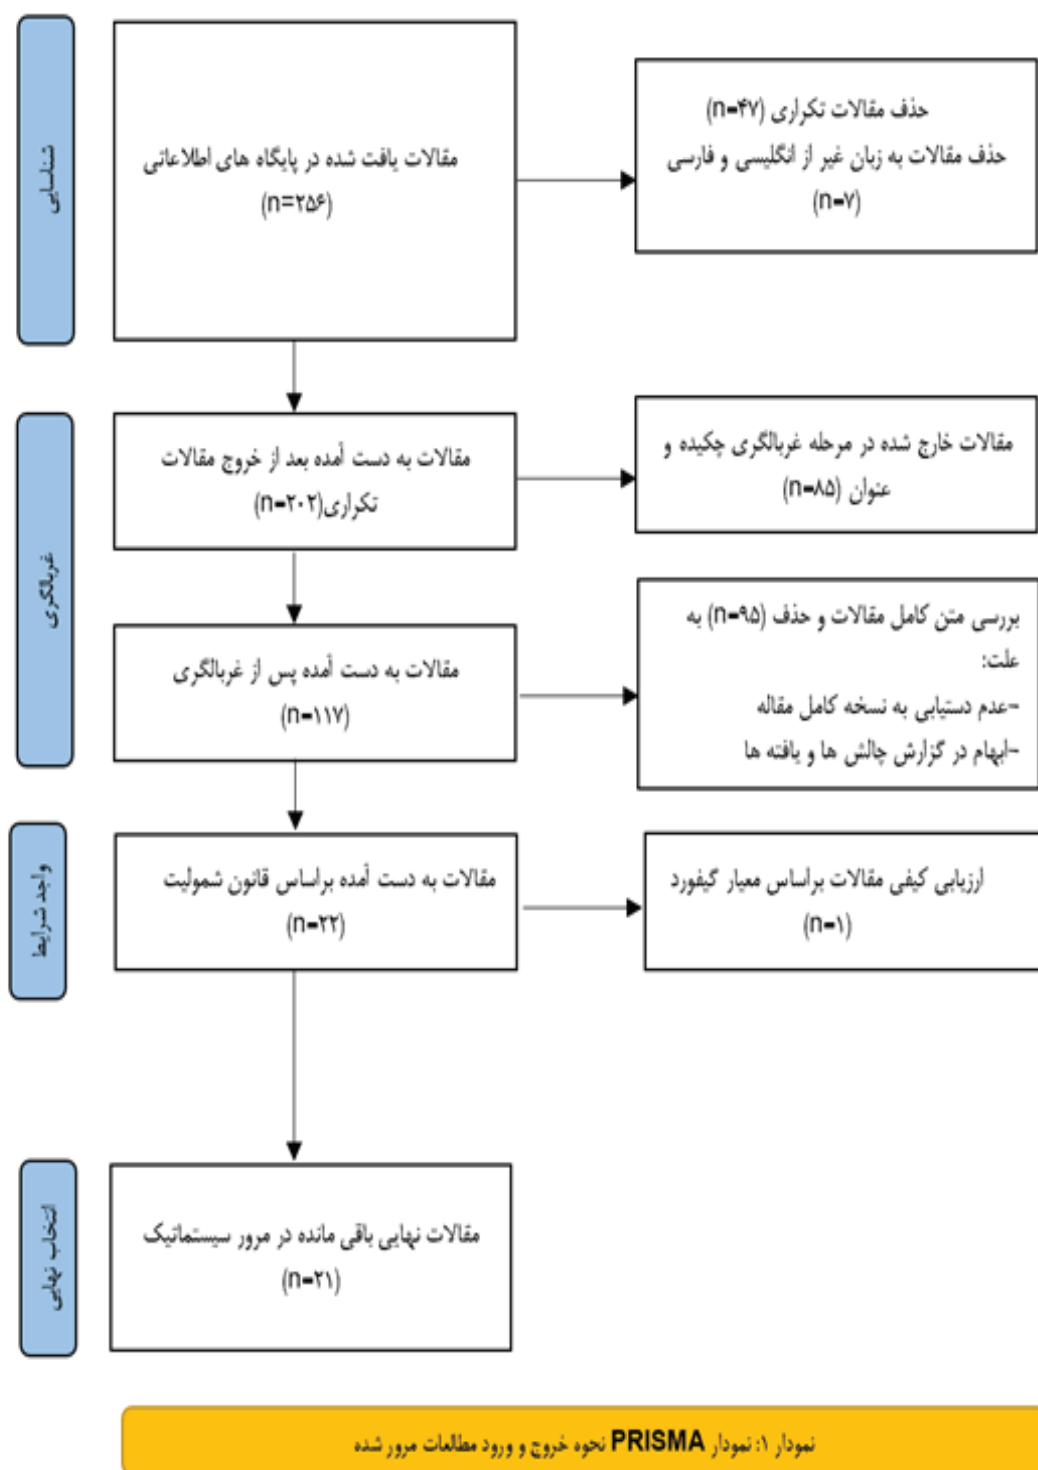 شناسایی
مقالات یافت شده در پایگاه های اطلاعاتی
(n=۲۵۶)
حذف مقالات تکراری (n=۴۷)
حذف مقالات به زبان غیر از انگلیسی و فارسی
(n=۷)
غربالگری
مقالات به دست آمده بعد از خروج مقالات
تکراری(n=۲۰۲)
مقالات خارج شده در مرحله غربالگری چکیده و
عنوان (n=۸۵)
مقالات به دست آمده پس از غربالگری
(n=۱۱۷)
بررسی متن کامل مقالات و حذف (n=۹۵) به
علت:
-عدم دستیابی به نسخه کامل مقاله
-ابهام در گزارش چالش ها و یافته ها
واجد شرایط
مقالات به دست آمده براساس قانون شمولیت
(n=۲۲)
ارزیابی کیفی مقالات براساس معیار گیفورد
(n=۱)
انتخاب نهایی
مقالات نهایی باقی مانده در مرور سیستماتیک
(n=۲۱)
نمودار ۱: نمودار PRISMA نحوه خروج و ورود مطالعات مرور شده